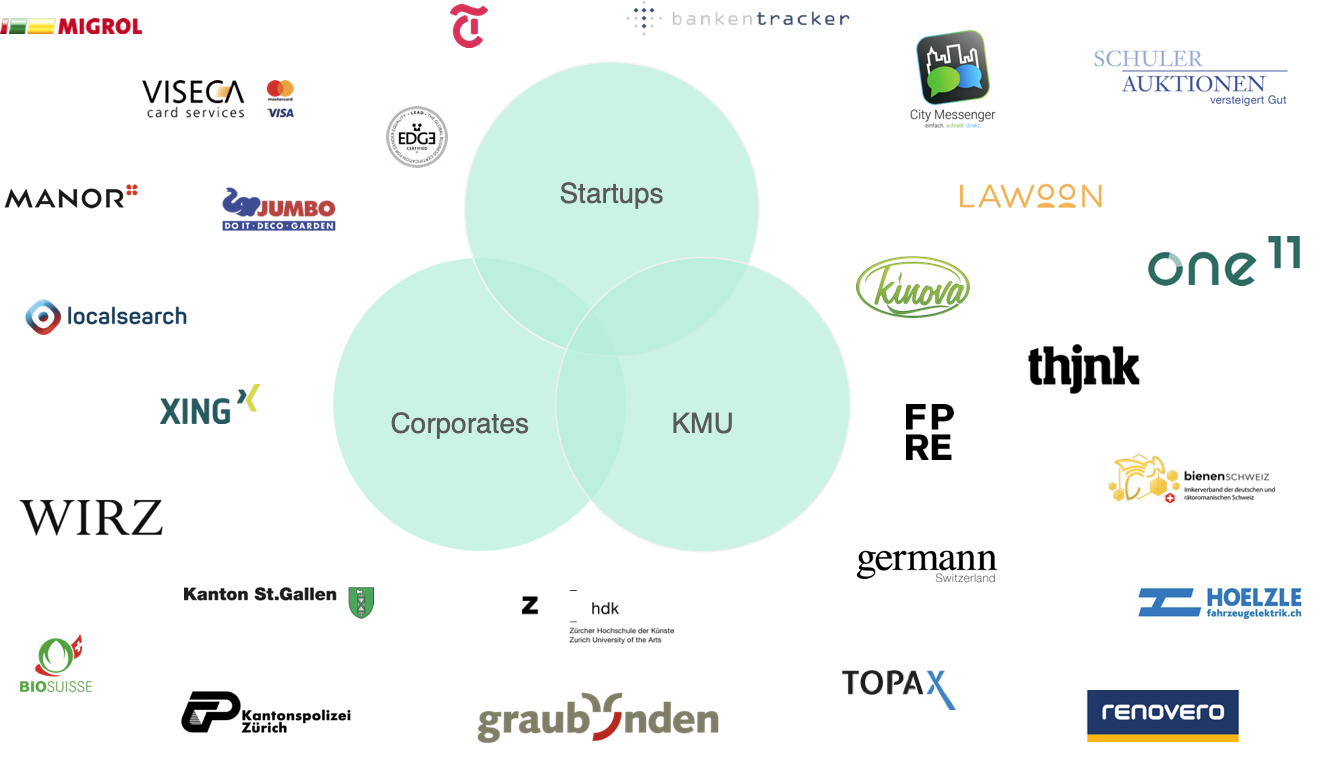 MIGROL
bankentracker
VISECA
card services
mastercard
VISA
EDGE
CERTIFIED
City Messenger
einfach. schnell. direkt.
SCHULER
AUKTIONEN
versteigert Gut
MANOR
JUMBO
DO IT · DECO · GARDEN
Startups
LAWOON
one11
kinova
localsearch
thjnk
XING
Corporates
KMU
FP
RE
bienenSCHWEIZ
Imkerverband der deutschen und
rätoromanischen Schweiz
WIRZ
germann
Switzerland
Kanton St.Gallen
Z
hdk
Zürcher Hochschule der Künste
Zurich University of the Arts
HOELZLE
fahrzeugelektrik.ch
BIOSUISSE
Kantonspolizei
Zürich
graubünden
TOPAX
renovero